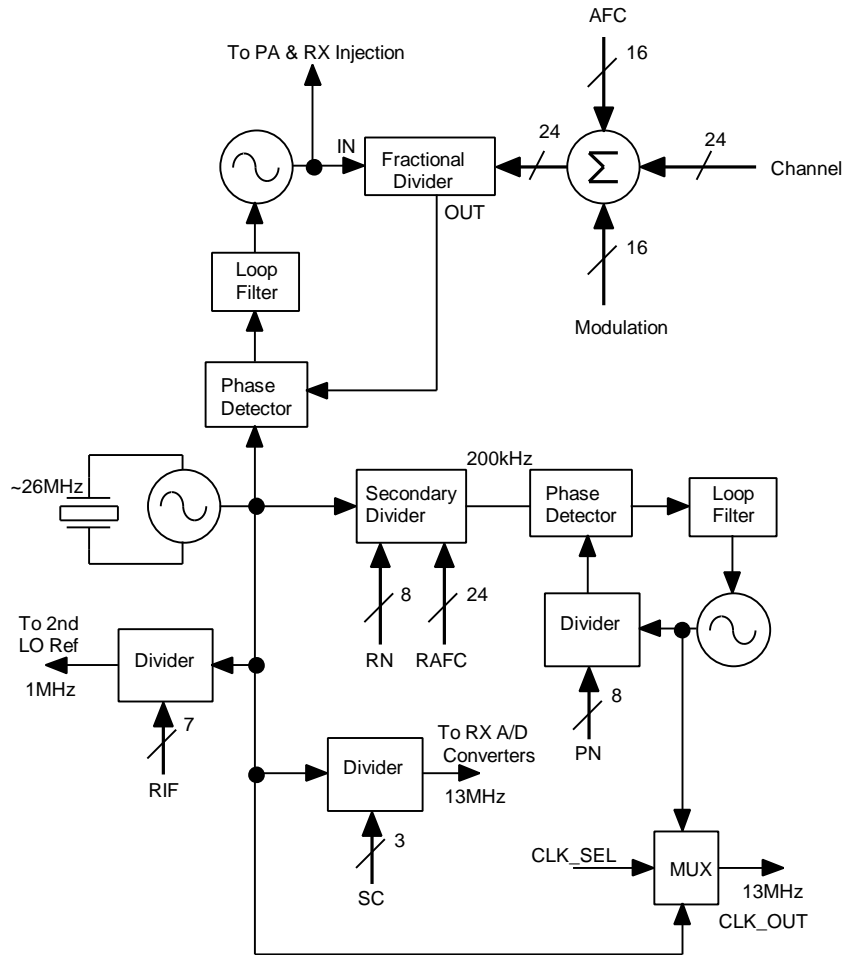 AFC
To PA & RX Injection
16
IN
24
24
Fractional
Divider
Σ
Channel
OUT
16
Loop
Filter
Modulation
Phase
Detector
~26MHz
200kHz
Secondary
Divider
Phase
Detector
Loop
Filter
8
24
To 2nd
LO Ref
1MHz
Divider
RN
RAFC
Divider
8
7
RIF
PN
To RX A/D
Converters
Divider
13MHz
3
SC
CLK_SEL
MUX
13MHz
CLK_OUT